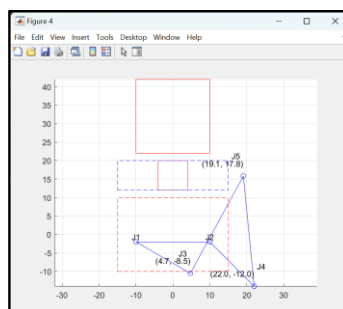 Figure 4
File Edit View Insert Tools Desktop Window Help
40
35
30
25
20
15
10
5
0
-5
-10
-30 -20 -10 0 10 20 30
J5
(19.1, 17.8)
J1 J2
J3
(4.7, -8.5)
J4
(22.0, -12.0)